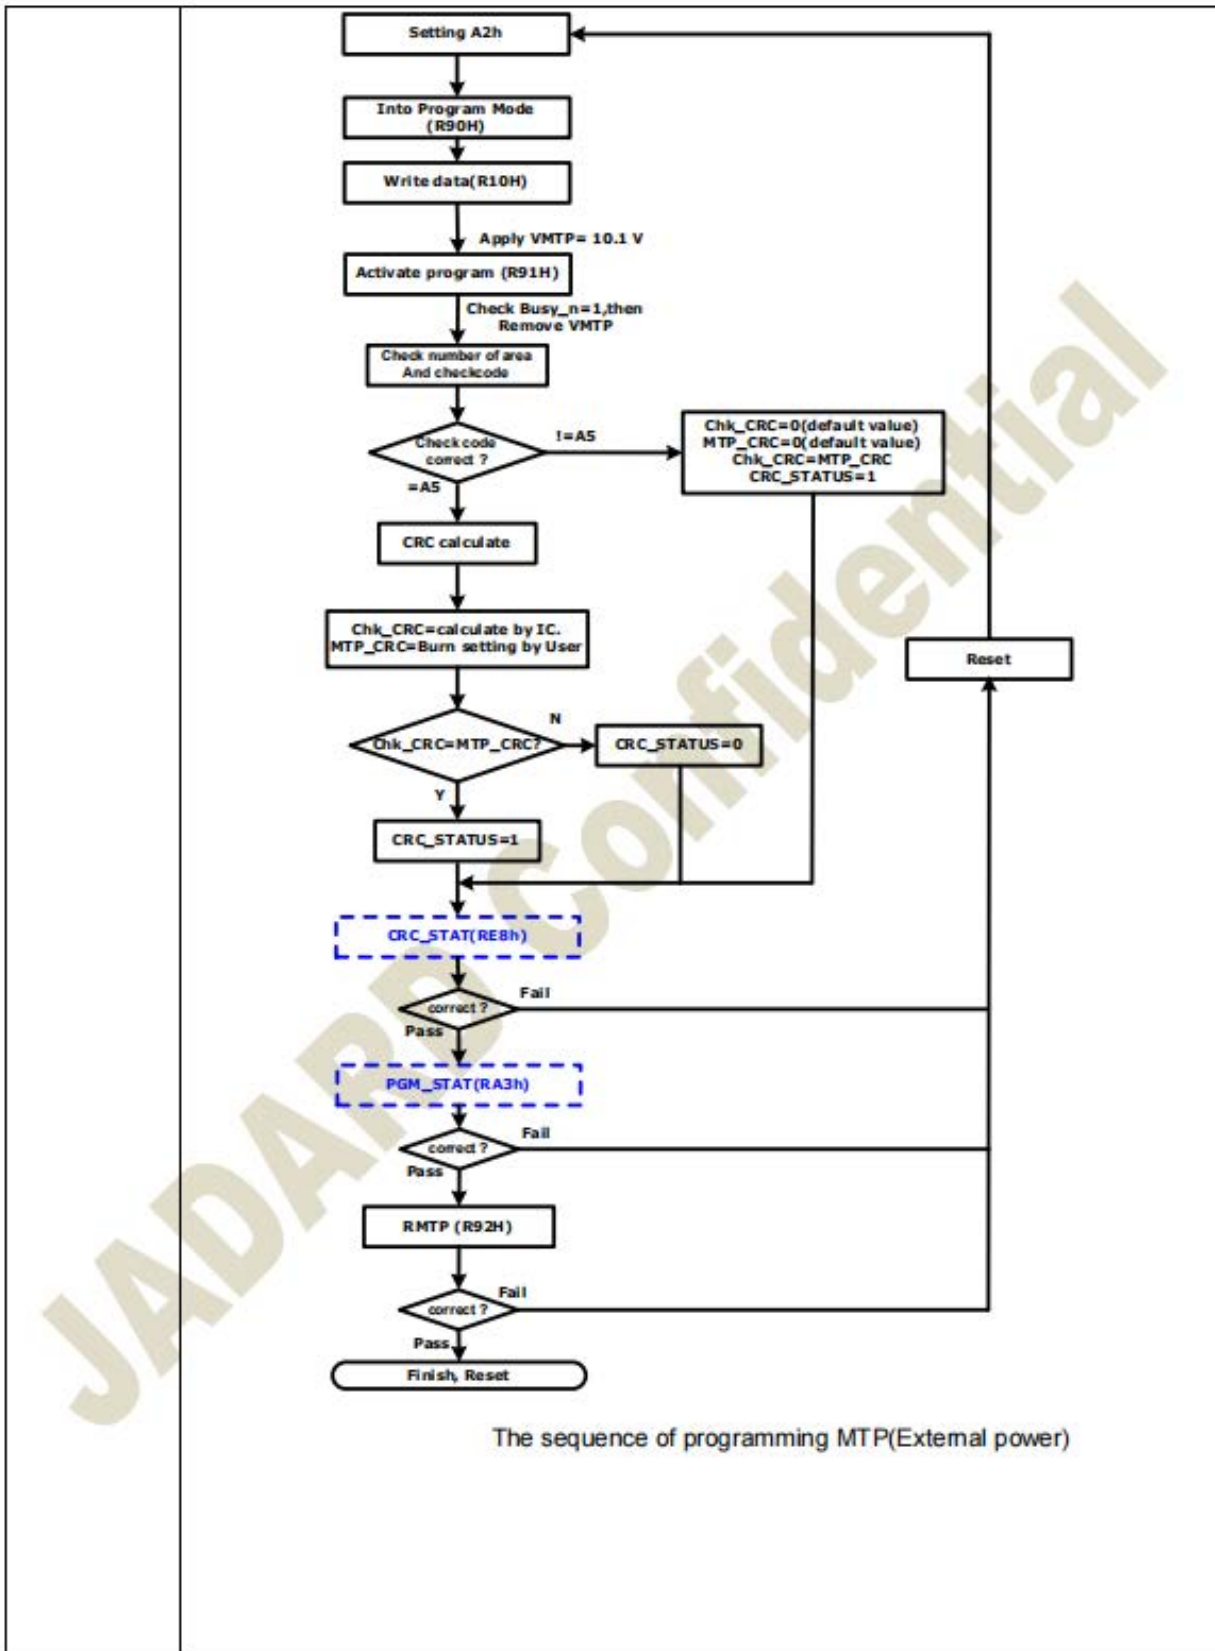 Setting A2h
Into Program Mode
(R90H)
Write data(R10H)
Apply VMTP= 10.1 V
Activate program (R91H)
Check Busy_n=1,then
Remove VMTP
Check number of area
And checkcode
Check code
correct ?
!=A5
=A5
Chk_CRC=0(default value)
MTP_CRC=0(default value)
Chk_CRC=MTP_CRC
CRC_STATUS=1
CRC calculate
Chk_CRC=calculate by IC.
MTP_CRC=Burn setting by User
Reset
Chk_CRC=MTP_CRC?
N
CRC_STATUS=0
Y
CRC_STATUS=1
CRC_STAT(RE8h)
correct ?
Fail
Pass
PGM_STAT(RA3h)
correct ?
Fail
Pass
RMTP (R92H)
correct ?
Fail
Pass
Finish, Reset
The sequence of programming MTP(External power)
JADARD Confidential